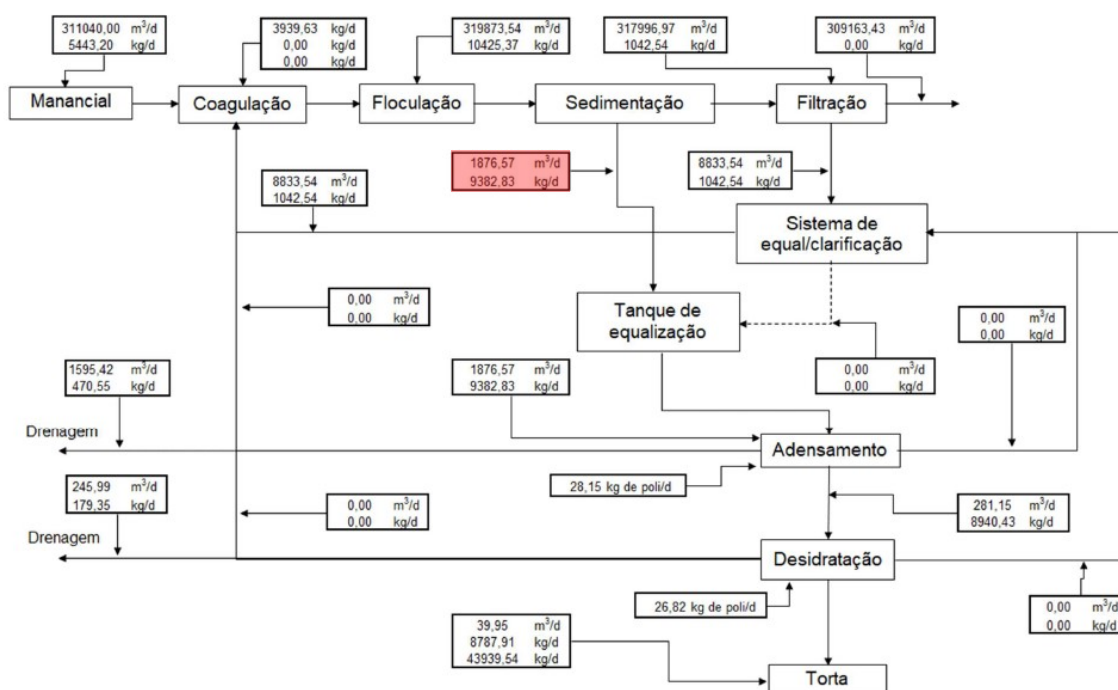 311040,00 m³/d
5443,20 kg/d
3939,63 kg/d
0,00 kg/d
0,00 kg/d
319873,54 m³/d
10425,37 kg/d
317996,97 m³/d
1042,54 kg/d
309163,43 m³/d
0,00 kg/d
Manancial
Coagulação
Floculação
Sedimentação
Filtração
1876,57 m³/d
9382,83 kg/d
8833,54 m³/d
1042,54 kg/d
8833,54 m³/d
1042,54 kg/d
Sistema de
equal/clarificação
0,00 m³/d
0,00 kg/d
Tanque de
equalização
0,00 m³/d
0,00 kg/d
1595,42 m³/d
470,55 kg/d
1876,57 m³/d
9382,83 kg/d
0,00 m³/d
0,00 kg/d
Drenagem
Adensamento
28,15 kg de poli/d
245,99 m³/d
179,35 kg/d
0,00 m³/d
0,00 kg/d
281,15 m³/d
8940,43 kg/d
Drenagem
Desidratação
26,82 kg de poli/d
0,00 m³/d
0,00 kg/d
39,95 m³/d
8787,91 kg/d
43939,54 kg/d
Torta